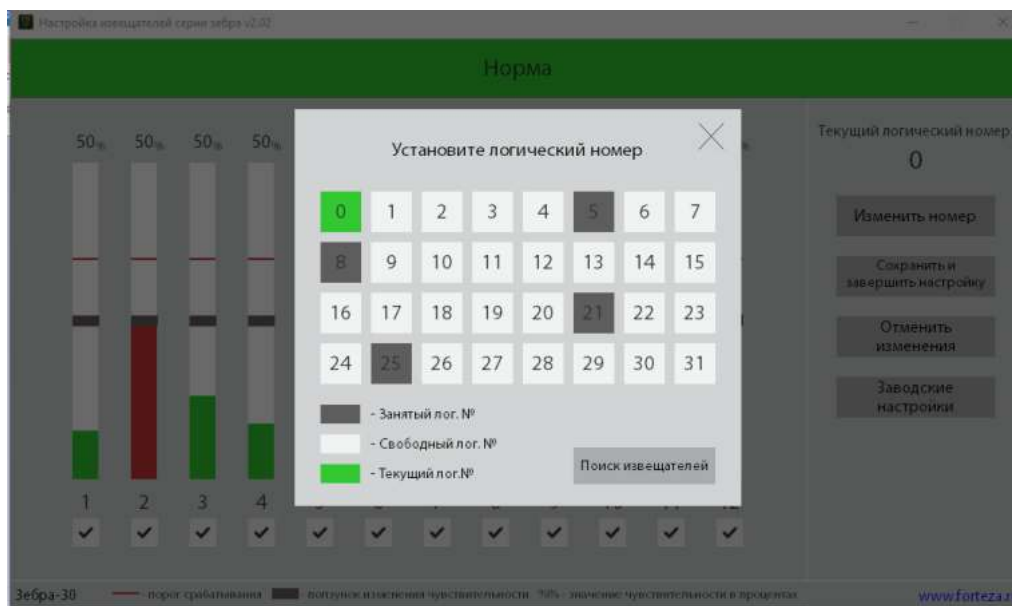 Настройка извещателей серии зебра v2.02
Норма
50% 50% 50% 50% %
Текущий логический номер
0
Изменить номер
Сохранить и
завершить настройку
Отменить
изменения
Заводские
настройки
Установите логический номер
0 1 2 3 4 5 6 7
8 9 10 11 12 13 14 15
16 17 18 19 20 21 22 23
24 25 26 27 28 29 30 31
- Занятый лог. №
- Свободный лог. №
- Текущий лог.№
Поиск извещателей
1 2 3 4
Зебра-30 - порог срабатывания - ползунок изменения чувствительности 50% - значение чувствительности в процентах www.forteza.r